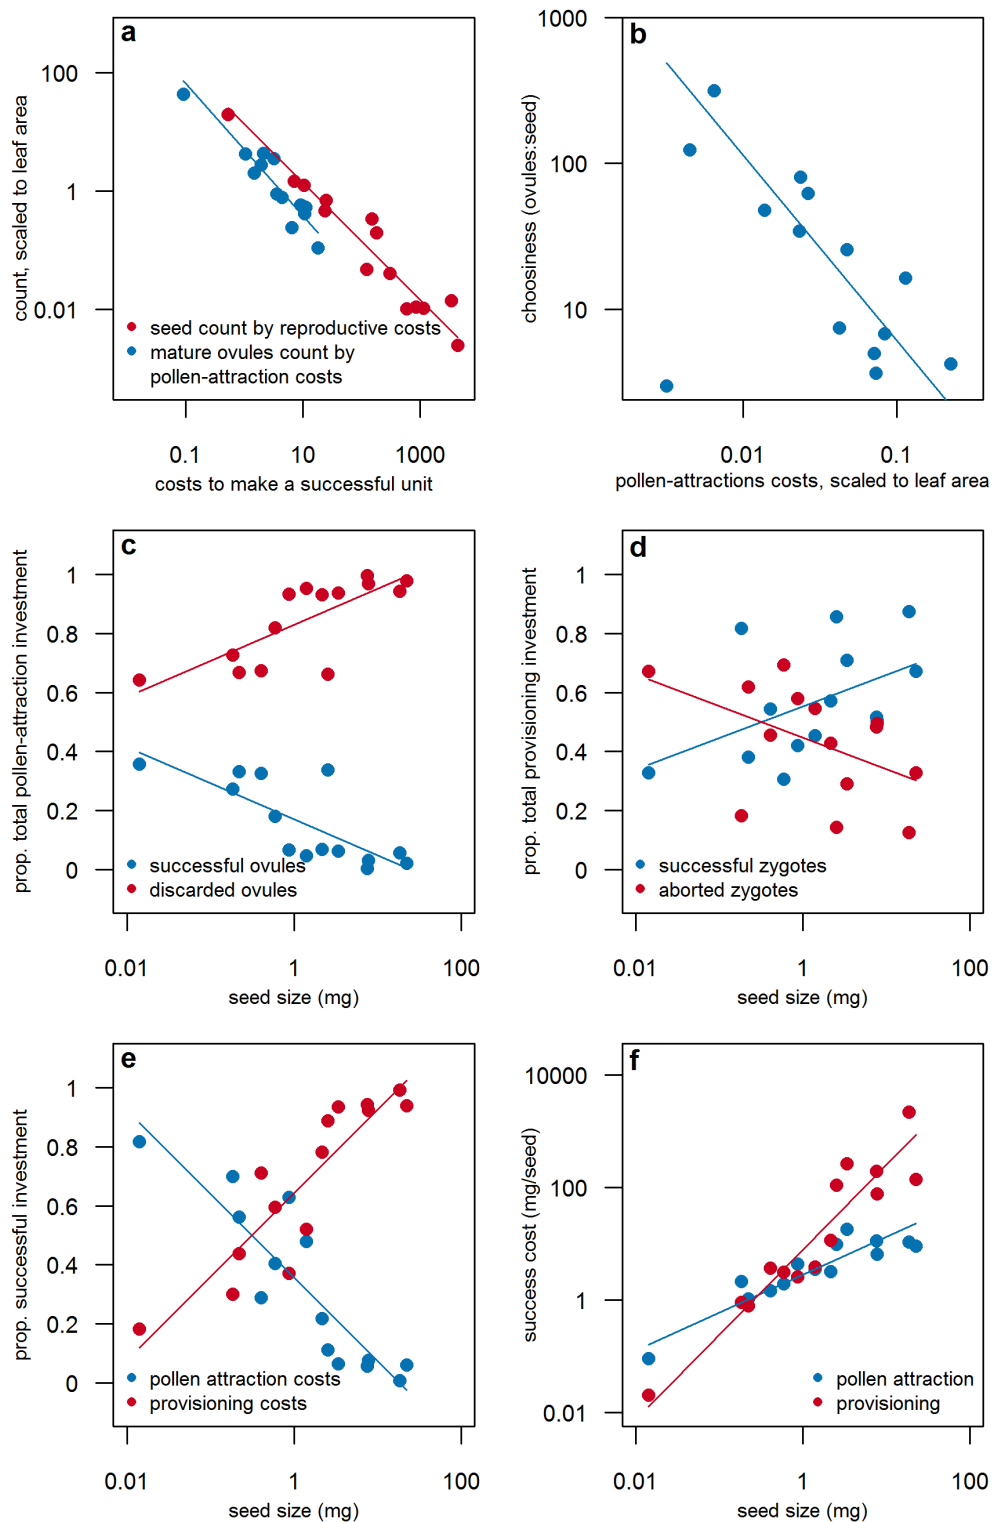 a
count, scaled to leaf area
100
1
0.01
seed count by reproductive costs
mature ovules count by
pollen-attraction costs
0.1 10 1000
costs to make a successful unit
b
choosiness (ovules:seed)
1000
100
10
0.01 0.1
pollen-attractions costs, scaled to leaf area
c
prop. total pollen-attraction investment
1
0.8
0.6
0.4
0.2
0
successful ovules
discarded ovules
0.01 1 100
seed size (mg)
d
prop. total provisioning investment
1
0.8
0.6
0.4
0.2
0
successful zygotes
aborted zygotes
0.01 1 100
seed size (mg)
e
prop. successful investment
1
0.8
0.6
0.4
0.2
0
pollen attraction costs
provisioning costs
0.01 1 100
seed size (mg)
f
success cost (mg/seed)
10000
100
1
0.01
pollen attraction
provisioning
0.01 1 100
seed size (mg)